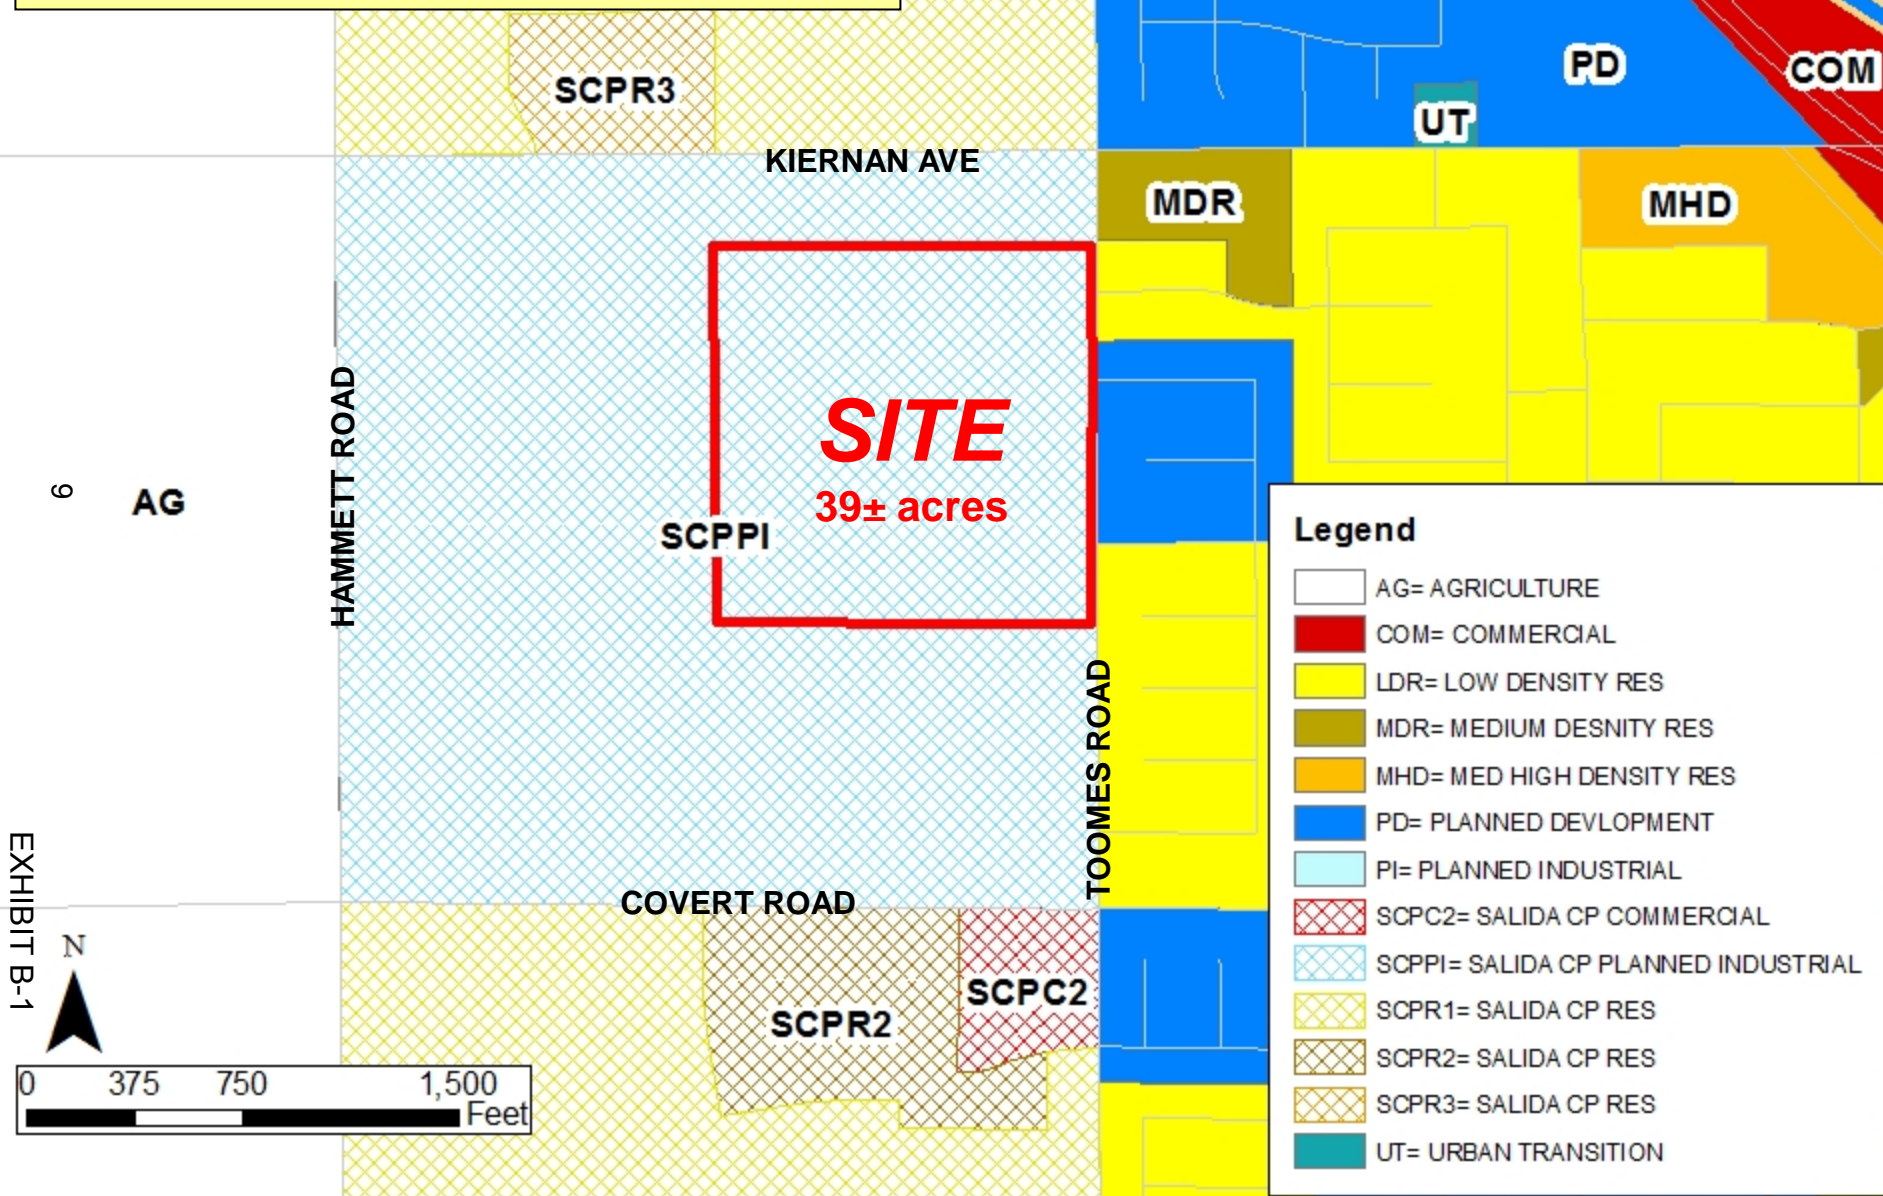 SCPR3
PD
COM
UT
KIERNAN AVE
MDR
MHD
SITE
39± acres
SCPPI
HAMMETT ROAD
AG
9
TOOMES ROAD
COVERT ROAD
SCPC2
SCPR2
EXHIBIT B-1
N
0 375 750 1,500
Feet
Legend
AG= AGRICULTURE
COM= COMMERCIAL
LDR= LOW DENSITY RES
MDR= MEDIUM DESNITY RES
MHD= MED HIGH DENSITY RES
PD= PLANNED DEVLOPMENT
PI= PLANNED INDUSTRIAL
SCPC2= SALIDA CP COMMERCIAL
SCPPI= SALIDA CP PLANNED INDUSTRIAL
SCPR1= SALIDA CP RES
SCPR2= SALIDA CP RES
SCPR3= SALIDA CP RES
UT= URBAN TRANSITION